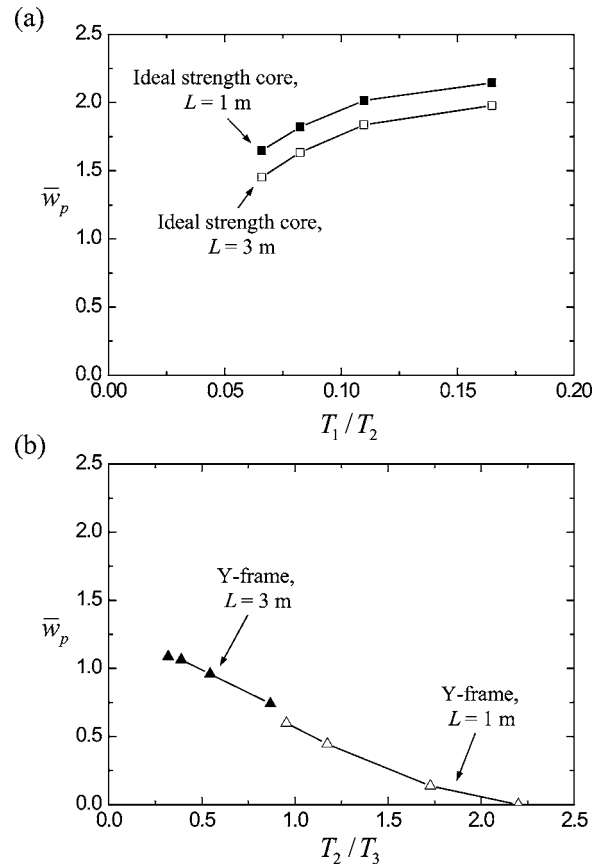 (a)
2.5
2.0
1.5
1.0
0.5
0.0
w̅p
Ideal strength core,
L = 1 m
Ideal strength core,
L = 3 m
0.00 0.05 0.10 0.15 0.20
T1 / T2
(b)
2.5
2.0
1.5
1.0
0.5
0.0
w̅p
Y-frame,
L = 3 m
Y-frame,
L = 1 m
0.0 0.5 1.0 1.5 2.0 2.5
T2 / T3